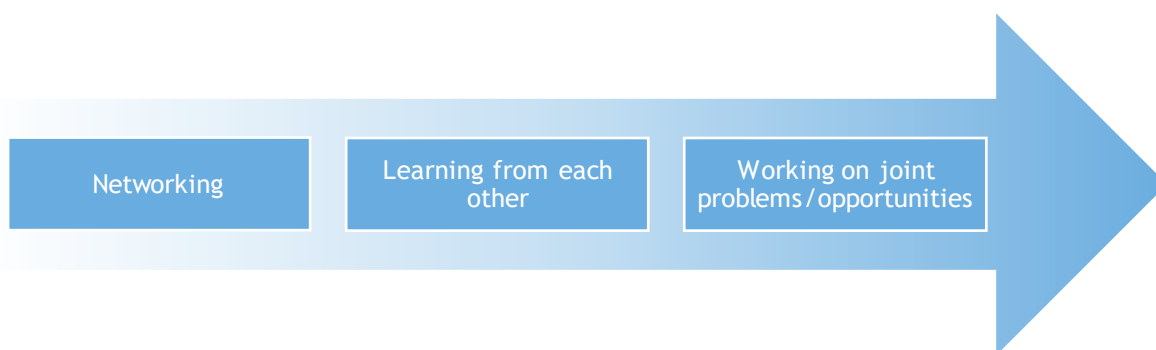 Networking
Learning from each
other
Working on joint
problems/opportunities